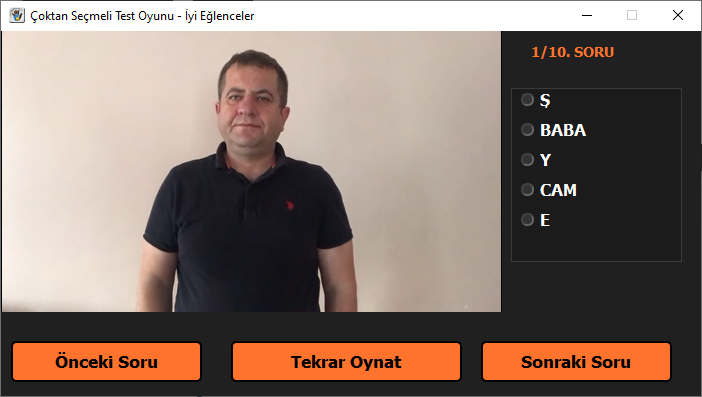 Çoktan Seçmeli Test Oyunu - İyi Eğlenceler
1/10. SORU
Ş
BABA
Y
CAM
E
Önceki Soru
Tekrar Oynat
Sonraki Soru